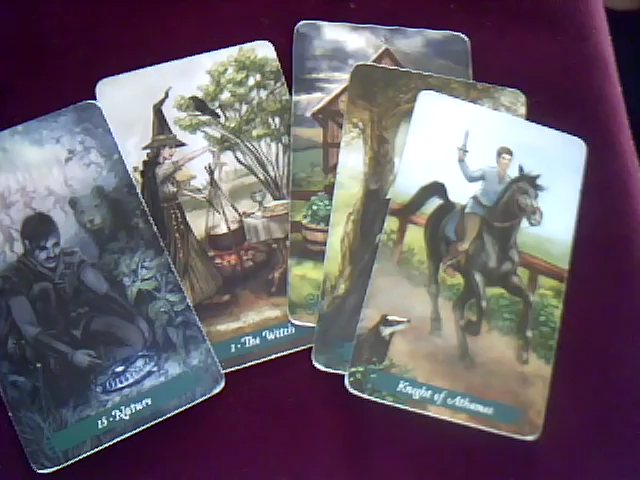 15 · Nature
1 · The Witch
Knight of Athames